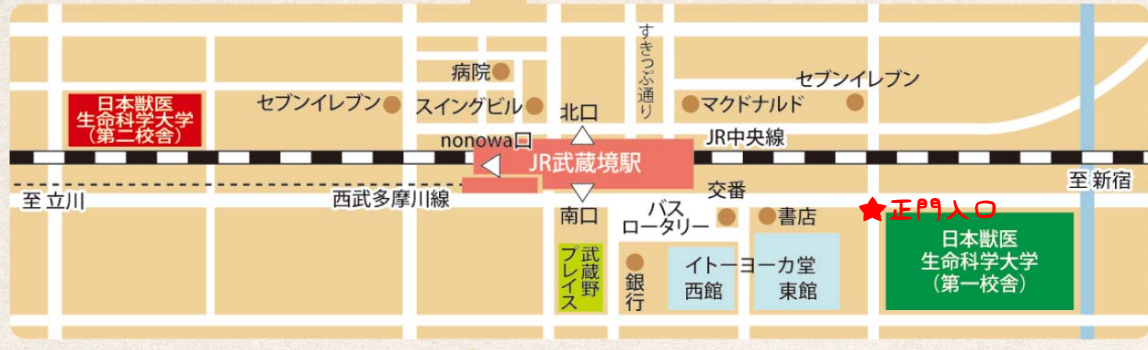 すきっぷ通り
病院
セブンイレブン
日本獣医
生命科学大学
(第二校舎)
セブンイレブン
スイングビル
北口
マクドナルド
nonowa口
JR中央線
JR武蔵境駅
至 立川
西武多摩川線
至 新宿
交番
南口
バス
ロータリー
書店
★正門入口
日本獣医
生命科学大学
(第一校舎)
武蔵野
プレイス
銀行
イトーヨーカ堂
西館
東館